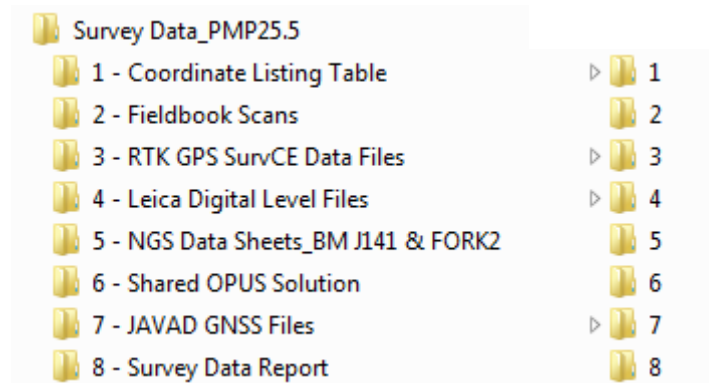 Survey Data_PMP25.5
1 - Coordinate Listing Table 1
2 - Fieldbook Scans 2
3 - RTK GPS SurvCE Data Files 3
4 - Leica Digital Level Files 4
5 - NGS Data Sheets_BM J141 & FORK2 5
6 - Shared OPUS Solution 6
7 - JAVAD GNSS Files 7
8 - Survey Data Report 8